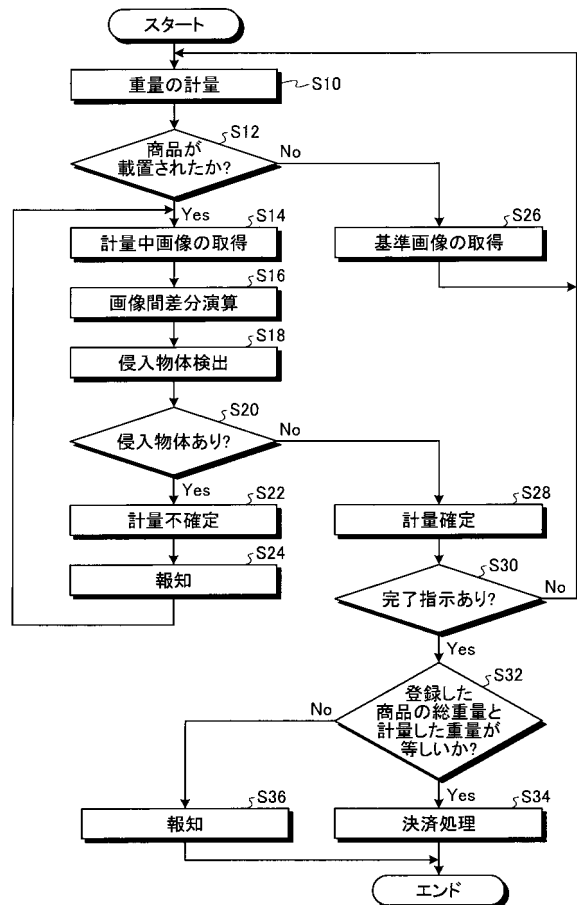 スタート
重量の計量
S10
S12
商品が
載置されたか?
No
Yes
S14
計量中画像の取得
S26
基準画像の取得
S16
画像間差分演算
S18
侵入物体検出
S20
侵入物体あり?
No
Yes
S22
計量不確定
S28
計量確定
S24
報知
S30
完了指示あり?
No
Yes
S32
登録した
商品の総重量と
計量した重量が
等しいか?
No
Yes
S36
報知
S34
決済処理
エンド